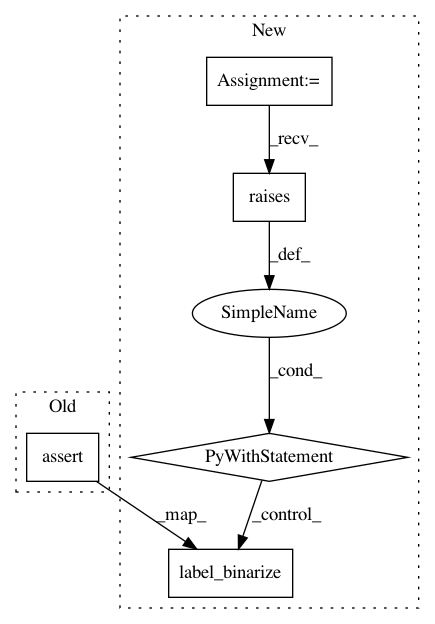 New
Assignment:=
_recv_
raises
_def_
SimpleName
_cond_
Old
assert
PyWithStatement
_map_
_control_
label_binarize